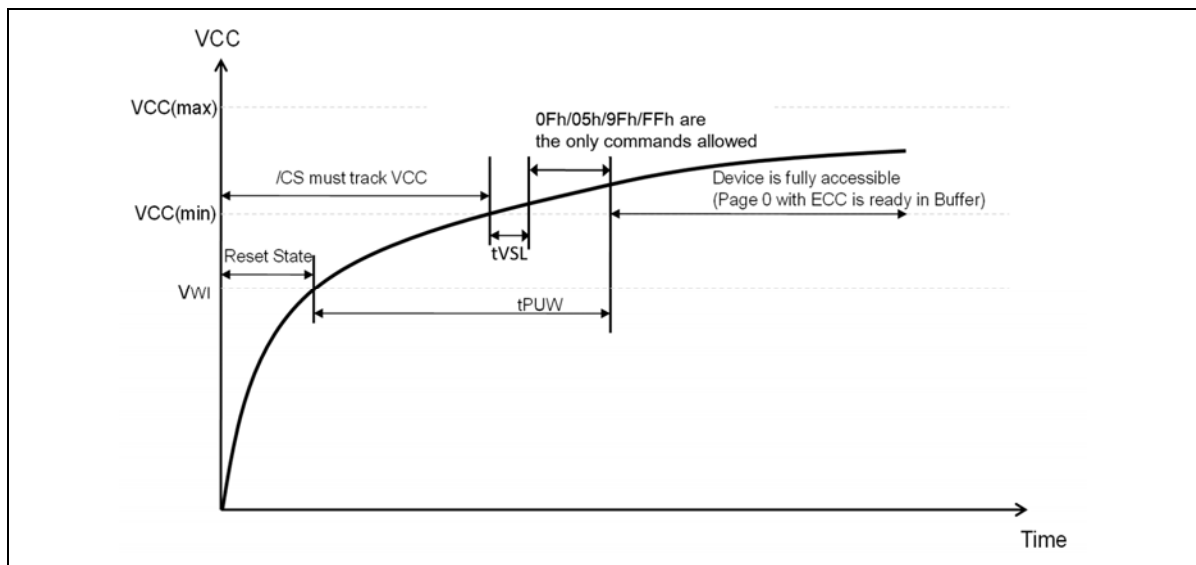 VCC
VCC(max)
0Fh/05h/9Fh/FFh are
the only commands allowed
/CS must track VCC
Device is fully accessible
(Page 0 with ECC is ready in Buffer)
VCC(min)
tVSL
Reset State
VWI
tPUW
Time